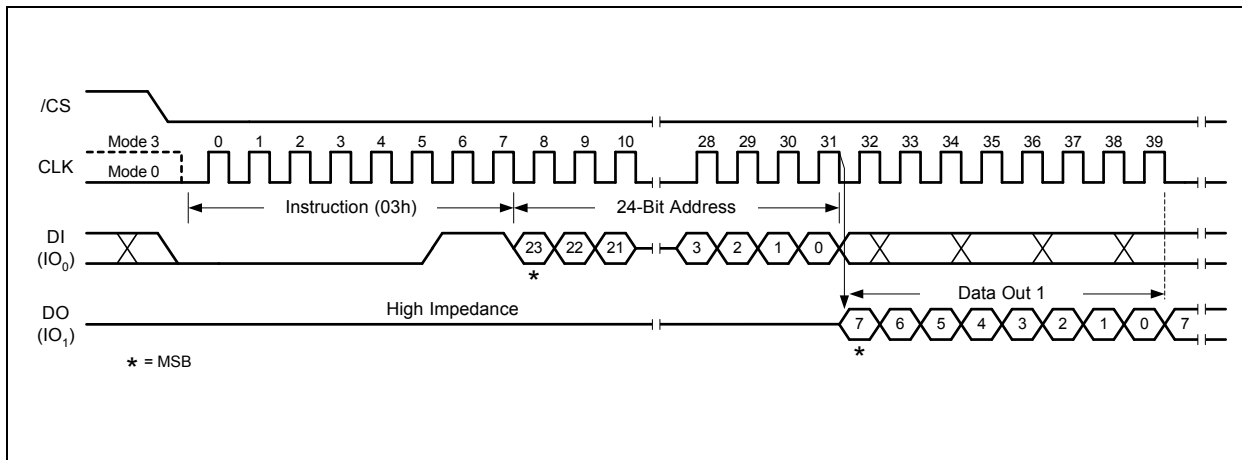 /CS
Mode 3 0 1 2 3 4 5 6 7 8 9 10 28 29 30 31 32 33 34 35 36 37 38 39
CLK Mode 0
Instruction (03h) 24-Bit Address
DI
(IO0) 23 22 21 3 2 1 0
*
High Impedance Data Out 1
DO
(IO1) 7 6 5 4 3 2 1 0 7
* = MSB *